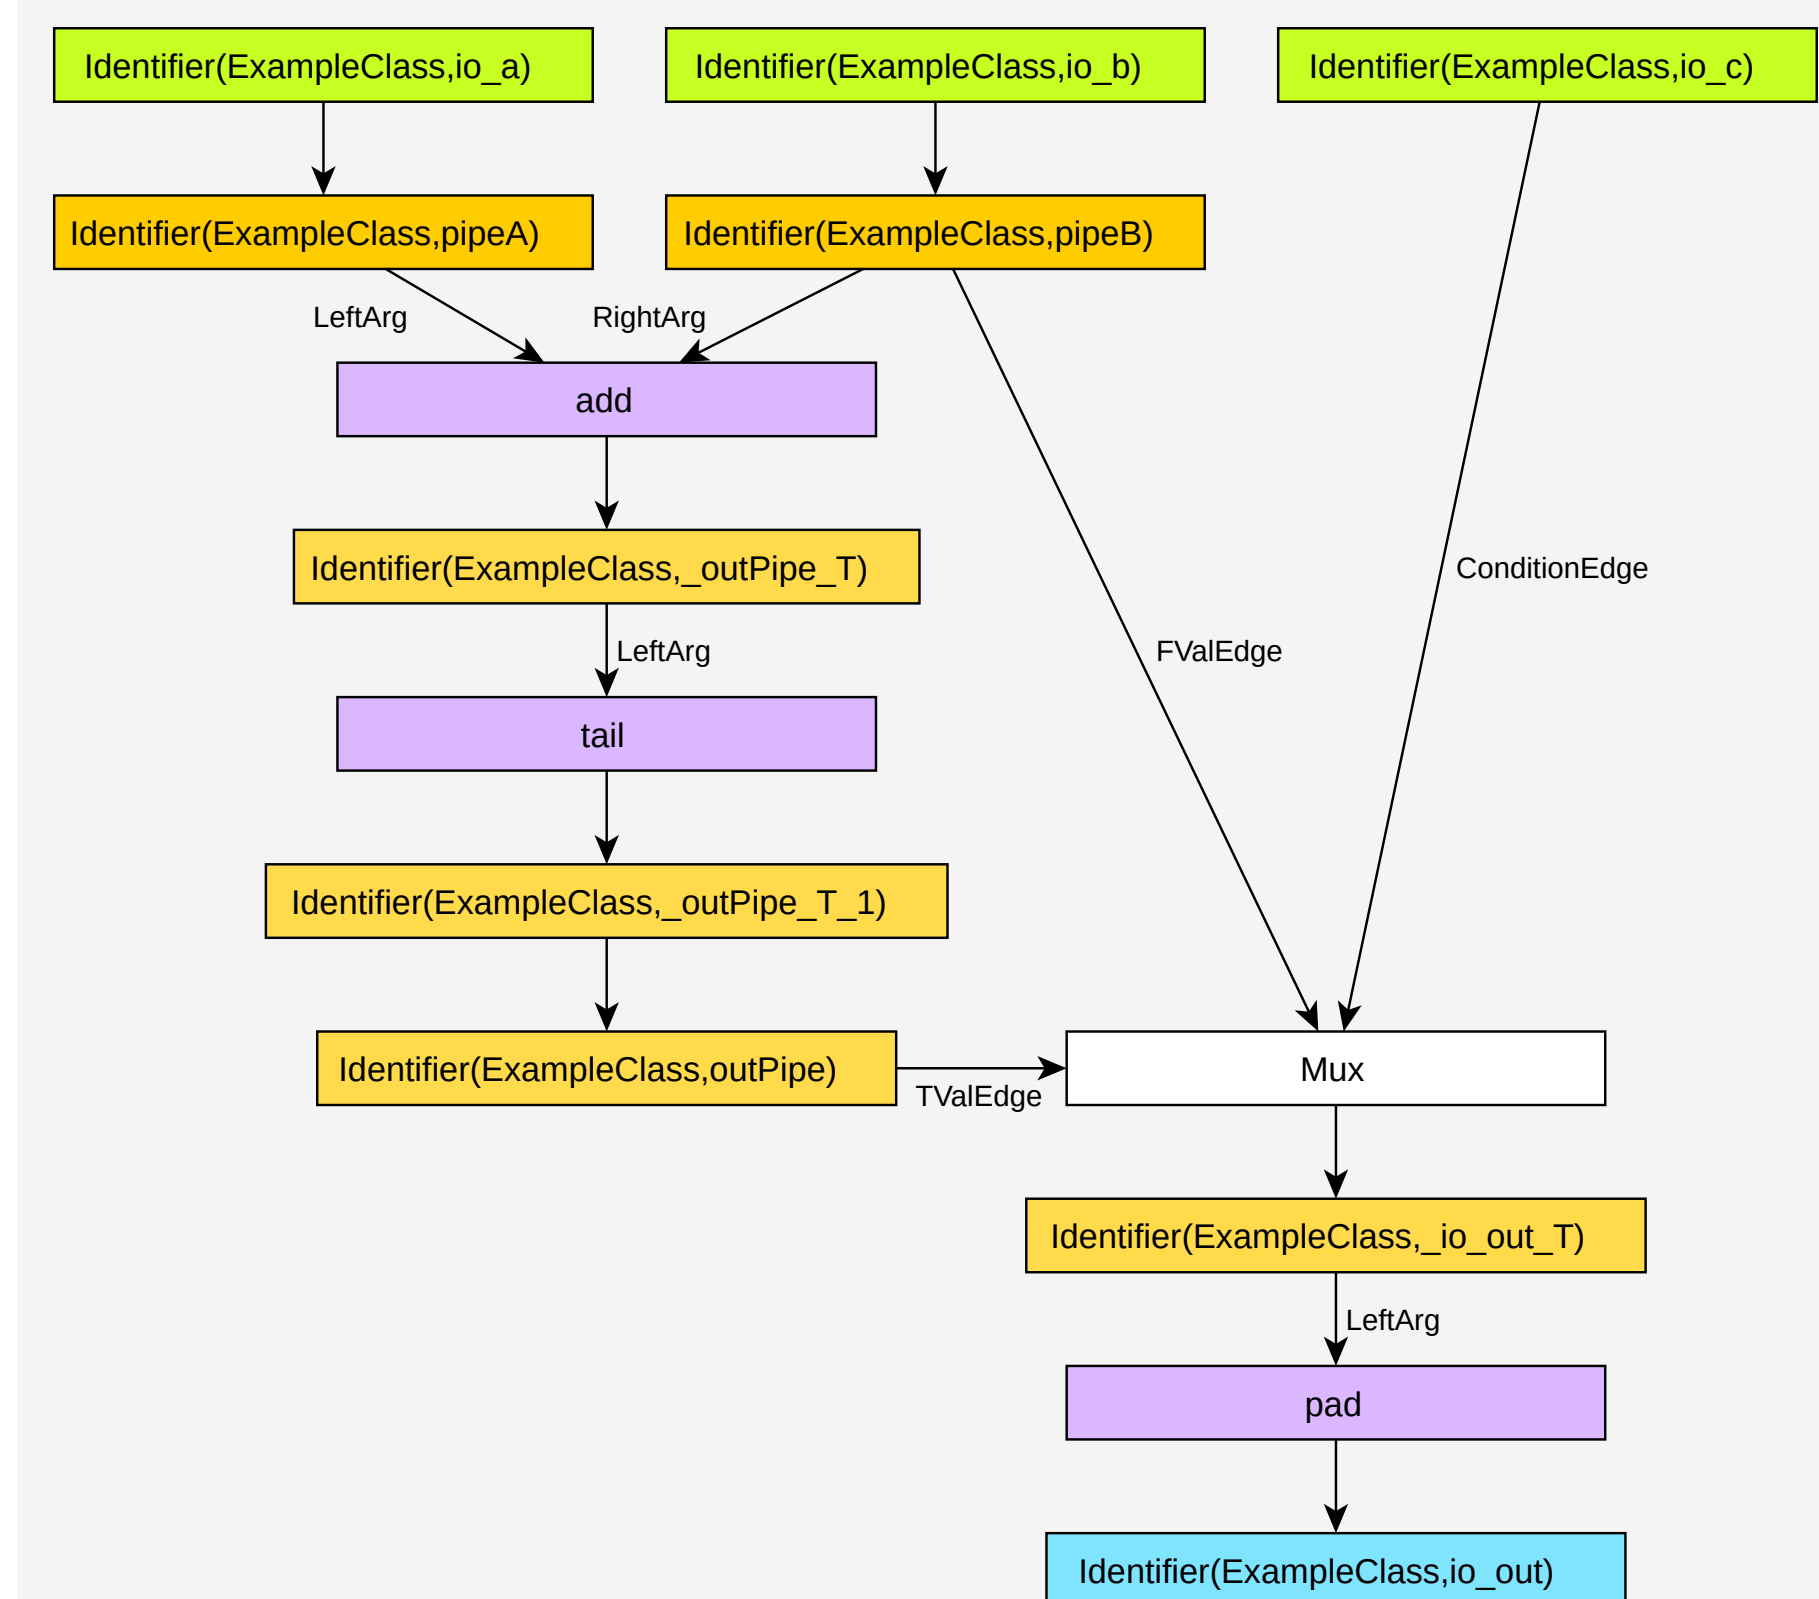 Identifier(ExampleClass,io_a)
Identifier(ExampleClass,io_b)
Identifier(ExampleClass,io_c)
Identifier(ExampleClass,pipeA)
Identifier(ExampleClass,pipeB)
LeftArg
RightArg
add
Identifier(ExampleClass,_outPipe_T)
ConditionEdge
LeftArg
FValEdge
tail
Identifier(ExampleClass,_outPipe_T_1)
Identifier(ExampleClass,outPipe)
TValEdge
Mux
Identifier(ExampleClass,_io_out_T)
LeftArg
pad
Identifier(ExampleClass,io_out)